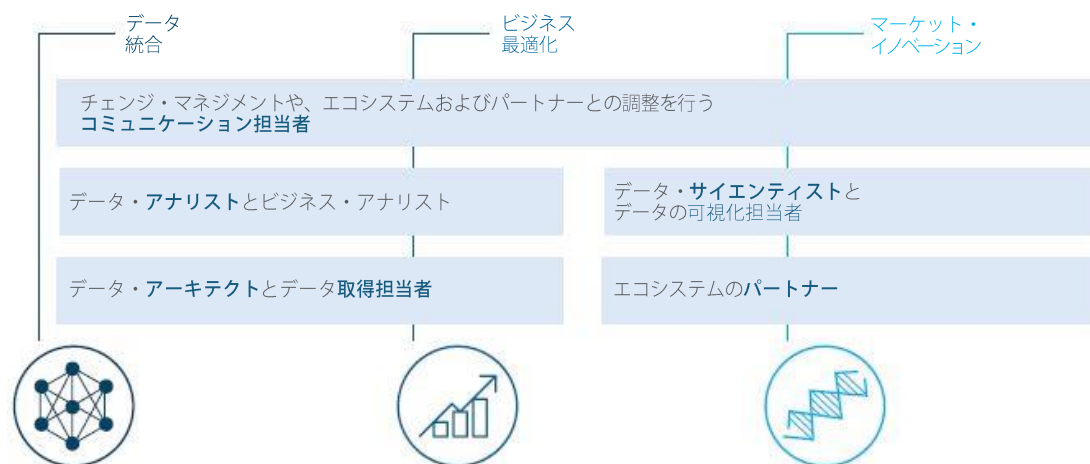 データ
統合
ビジネス
最適化
マーケット・
イノベーション
チェンジ・マネジメントや、エコシステムおよびパートナーとの調整を行う
コミュニケーション担当者
データ・アナリストとビジネス・アナリスト
データ・サイエンティストと
データの可視化担当者
データ・アーキテクトとデータ取得担当者
エコシステムのパートナー